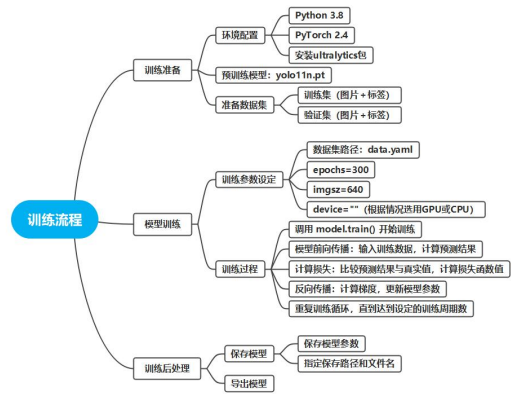 训练流程
训练准备
环境配置
Python 3.8
PyTorch 2.4
安装ultralytics包
预训练模型：yolo11n.pt
准备数据集
训练集（图片＋标签）
验证集（图片＋标签）
模型训练
训练参数设定
数据集路径：data.yaml
epochs=300
imgsz=640
device=""（根据情况选用GPU或CPU）
训练过程
调用 model.train() 开始训练
模型前向传播：输入训练数据，计算预测结果
计算损失：比较预测结果与真实值，计算损失函数值
反向传播：计算梯度，更新模型参数
重复训练循环，直到达到设定的训练周期数
训练后处理
保存模型
保存模型参数
指定保存路径和文件名
导出模型